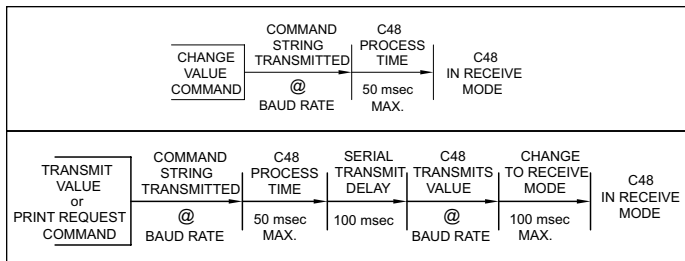 CHANGE
VALUE
COMMAND
COMMAND
STRING
TRANSMITTED
@
BAUD RATE
C48
PROCESS
TIME
50 msec
MAX.
C48
IN RECEIVE
MODE
TRANSMIT
VALUE
or
PRINT REQUEST
COMMAND
COMMAND
STRING
TRANSMITTED
@
BAUD RATE
C48
PROCESS
TIME
50 msec
MAX.
SERIAL
TRANSMIT
DELAY
100 msec
C48
TRANSMITS
VALUE
@
BAUD RATE
CHANGE
TO RECEIVE
MODE
100 msec
MAX.
C48
IN RECEIVE
MODE